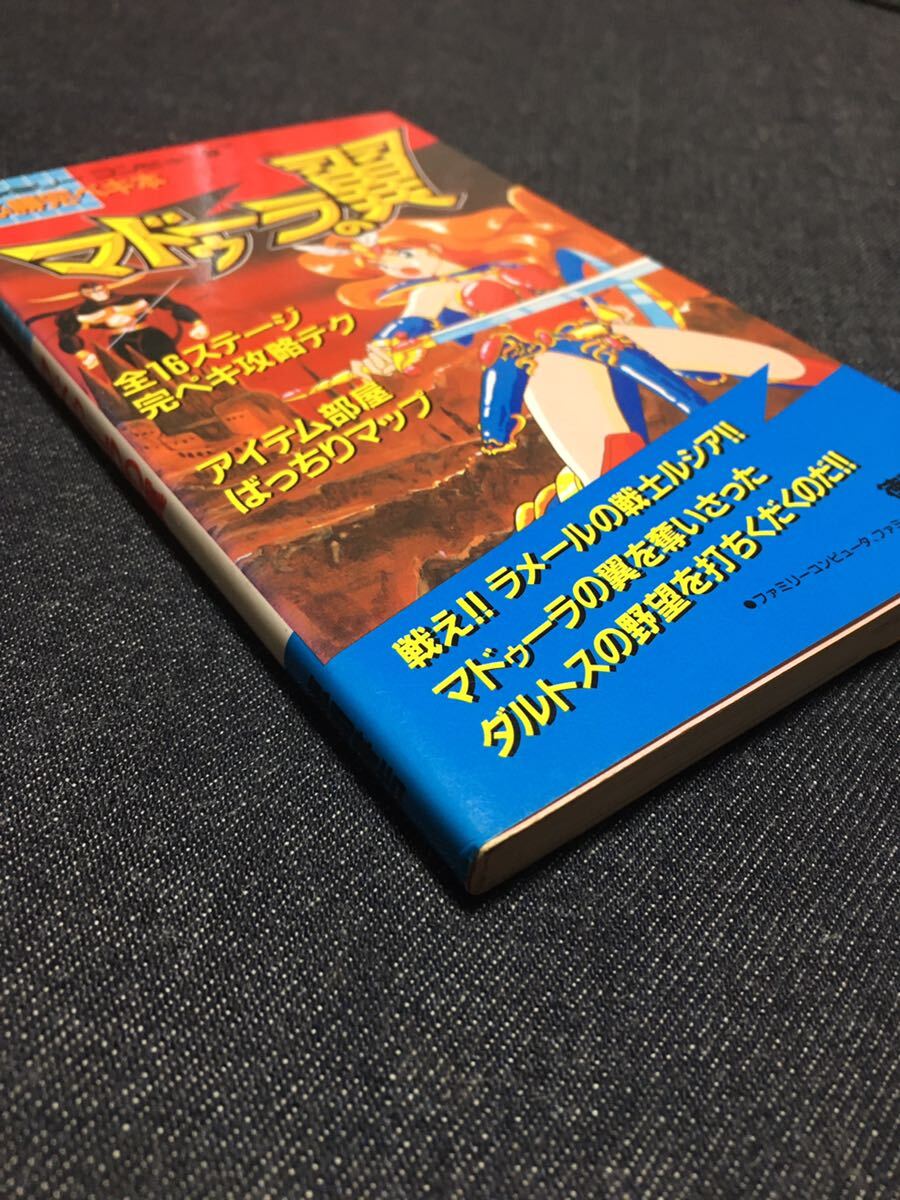 マドゥーラの翼
全16ステージ
完ペキ攻略テク
アイテム部屋
ばっちりマップ
戦え!! ラメールの戦士ルシア!!
マドゥーラの翼を奪いさった
ダルトスの野望を打ちくだくのだ!!
●ファミリーコンピュータ、ファミ